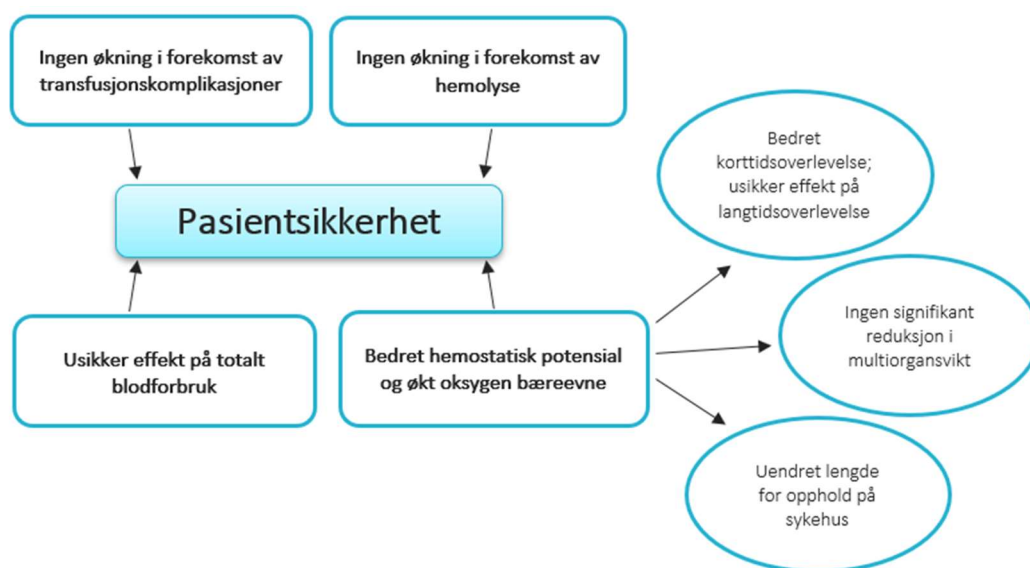 Ingen økning i forekomst av
transfusjonskomplikasjoner
Ingen økning i forekomst av
hemolyse
Bedret
korttidsoverlevelse;
usikker effekt på
langtidsoverlevelse
Pasientsikkerhet
Usikker effekt på totalt
blodforbruk
Bedret hemostatisk potensial
og økt oksygen bæreevne
Ingen signifikant
reduksjon i
multiorgansvikt
Uendret lengde
for opphold på
sykehus